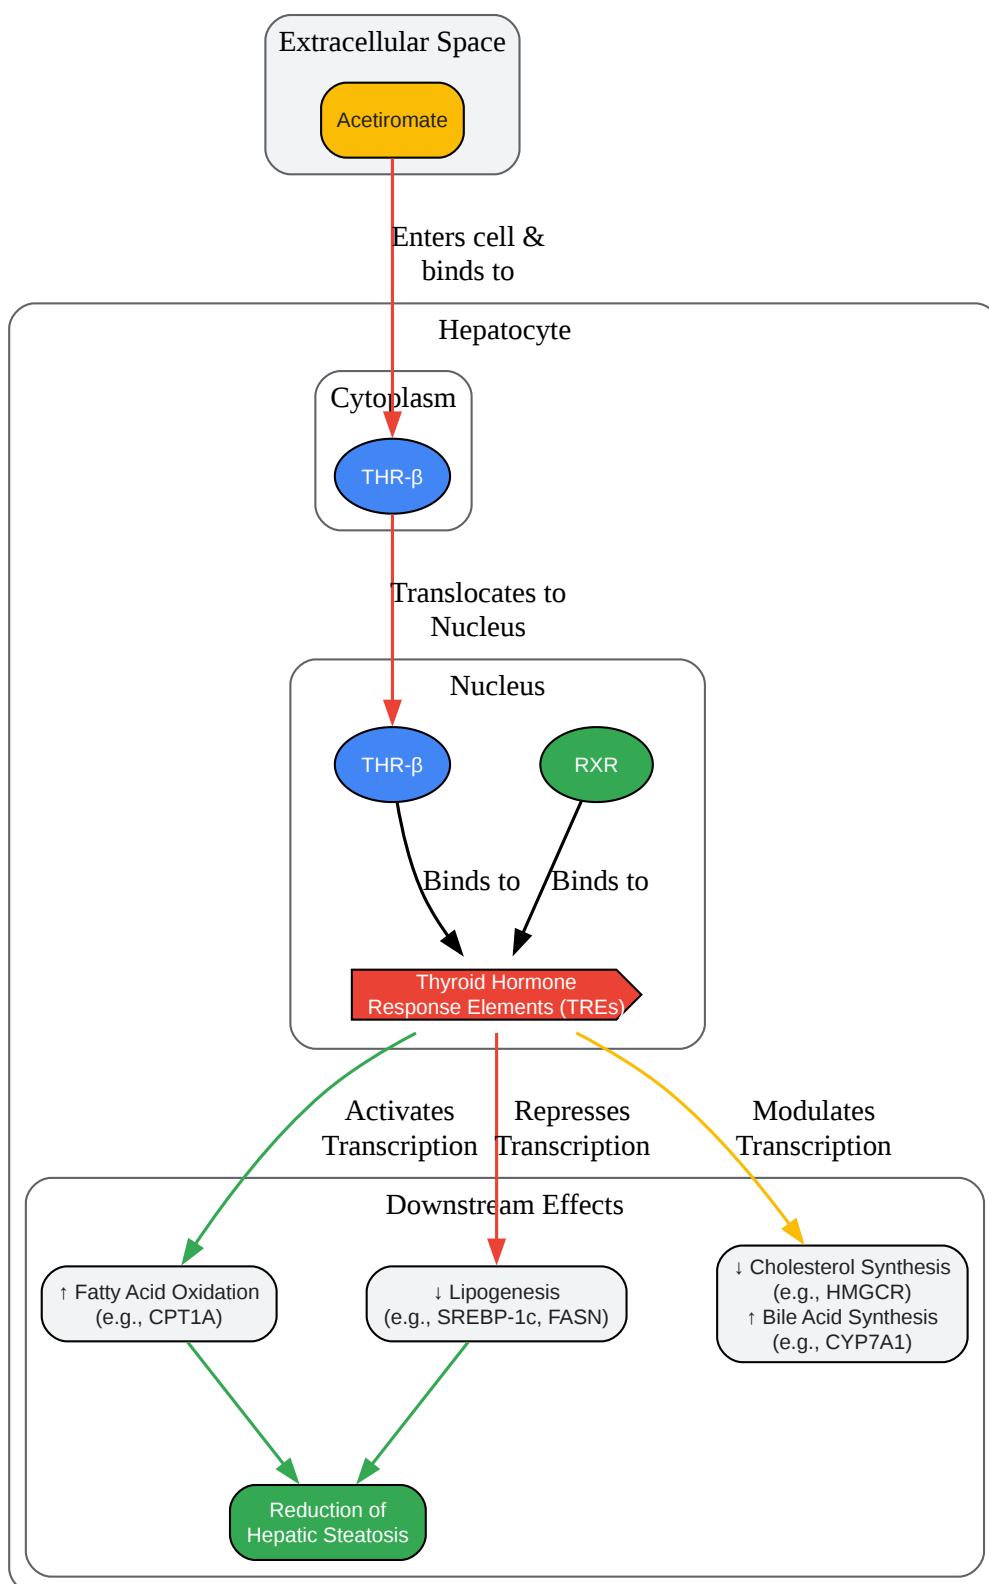 Extracellular Space
Acetiromate
Enters cell &
binds to
Hepatocyte
Cytoplasm
THR-β
Translocates to
Nucleus
Nucleus
THR-β
RXR
Binds to
Binds to
Thyroid Hormone
Response Elements (TREs)
Activates
Transcription
Represses
Transcription
Modulates
Transcription
Downstream Effects
↑ Fatty Acid Oxidation
(e.g., CPT1A)
↓ Lipogenesis
(e.g., SREBP-1c, FASN)
↓ Cholesterol Synthesis
(e.g., HMGCR)
↑ Bile Acid Synthesis
(e.g., CYP7A1)
Reduction of
Hepatic Steatosis